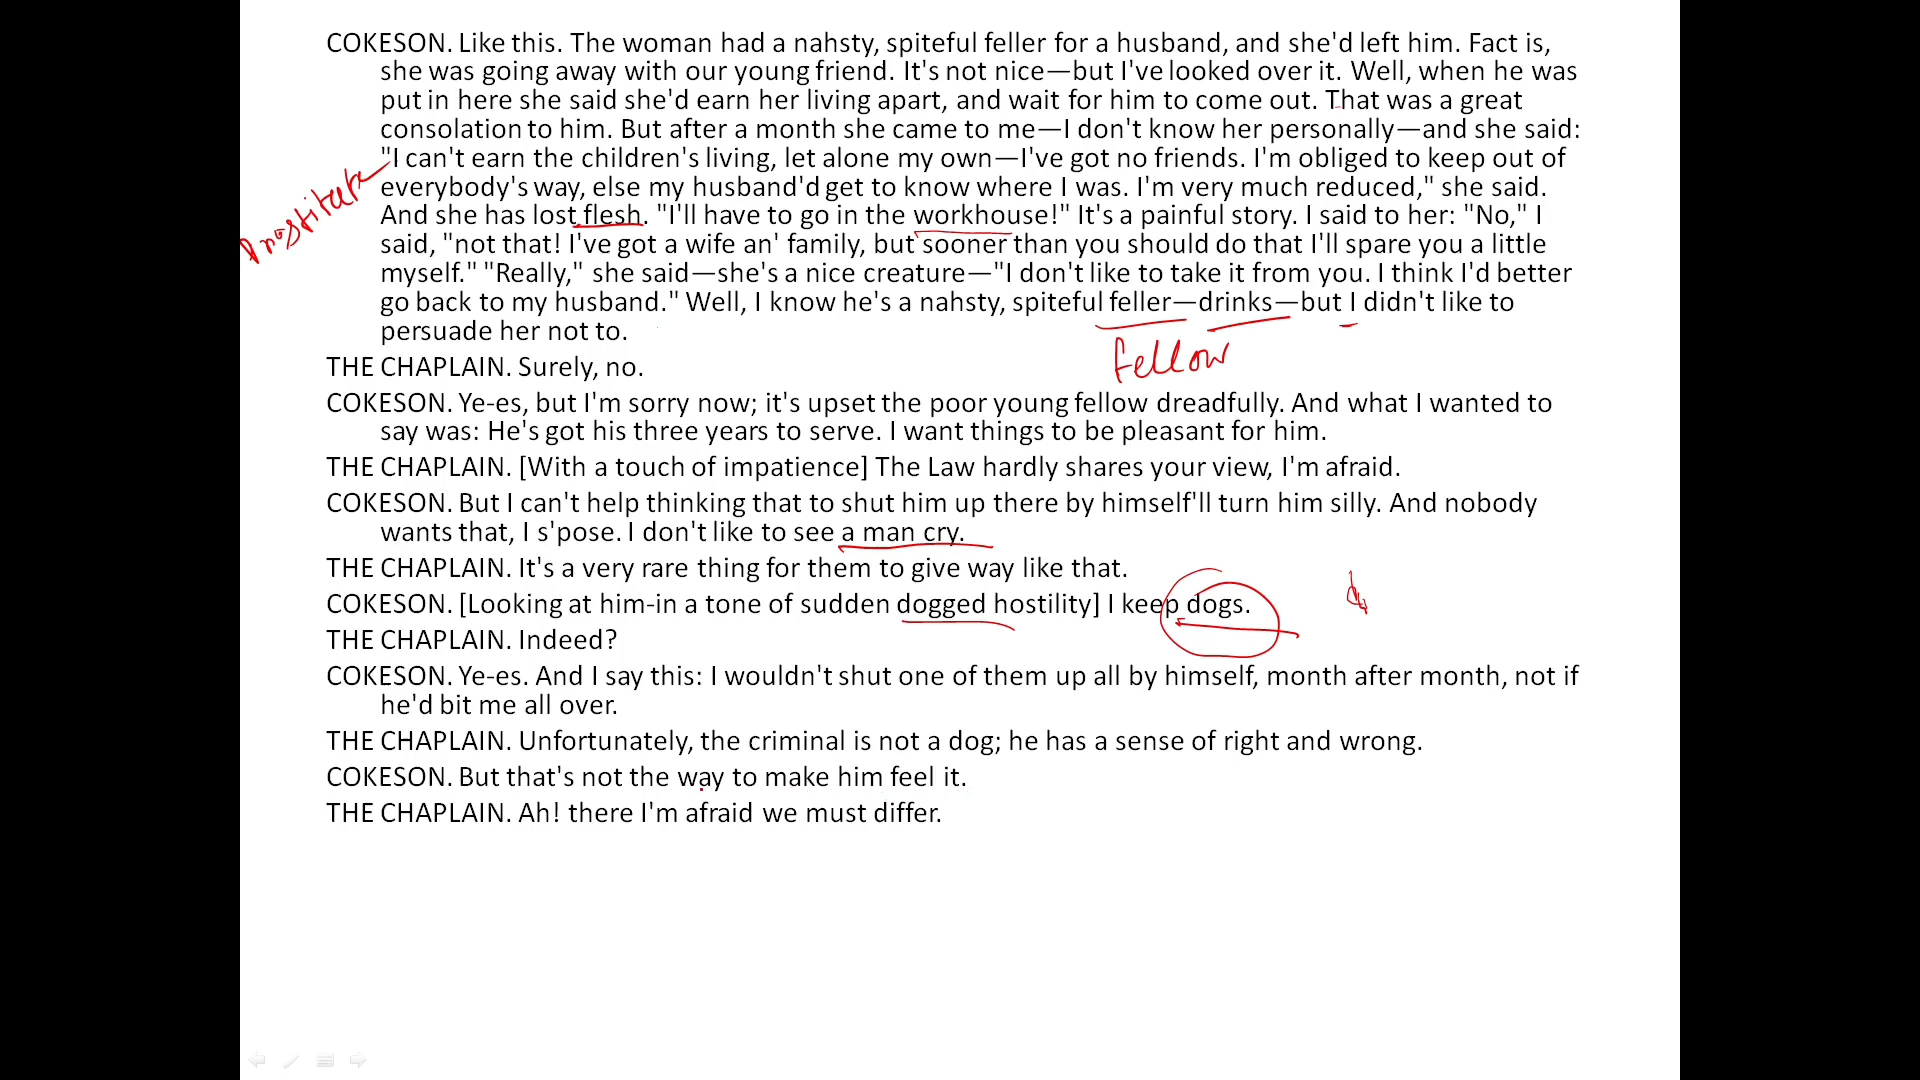 COKESON. Like this. The woman had a nahsty, spiteful feller for a husband, and she'd left him. Fact is,
she was going away with our young friend. It's not nice—but I've looked over it. Well, when he was
put in here she said she'd earn her living apart, and wait for him to come out. That was a great
consolation to him. But after a month she came to me—I don't know her personally—and she said:
"I can't earn the children's living, let alone my own—I've got no friends. I'm obliged to keep out of
everybody's way, else my husband'd get to know where I was. I'm very much reduced," she said.
Prostitute
And she has lost flesh. "I'll have to go in the workhouse!" It's a painful story. I said to her: "No," I
said, "not that! I've got a wife an' family, but sooner than you should do that I'll spare you a little
myself." "Really," she said—she's a nice creature—"I don't like to take it from you. I think I'd better
go back to my husband." Well, I know he's a nahsty, spiteful feller—drinks—but I didn't like to
persuade her not to.
fellow
THE CHAPLAIN. Surely, no.
COKESON. Ye-es, but I'm sorry now; it's upset the poor young fellow dreadfully. And what I wanted to
say was: He's got his three years to serve. I want things to be pleasant for him.
THE CHAPLAIN. [With a touch of impatience] The Law hardly shares your view, I'm afraid.
COKESON. But I can't help thinking that to shut him up there by himself'll turn him silly. And nobody
wants that, I s'pose. I don't like to see a man cry.
THE CHAPLAIN. It's a very rare thing for them to give way like that.
COKESON. [Looking at him-in a tone of sudden dogged hostility] I keep dogs.
THE CHAPLAIN. Indeed?
COKESON. Ye-es. And I say this: I wouldn't shut one of them up all by himself, month after month, not if
he'd bit me all over.
THE CHAPLAIN. Unfortunately, the criminal is not a dog; he has a sense of right and wrong.
COKESON. But that's not the way to make him feel it.
THE CHAPLAIN. Ah! there I'm afraid we must differ.